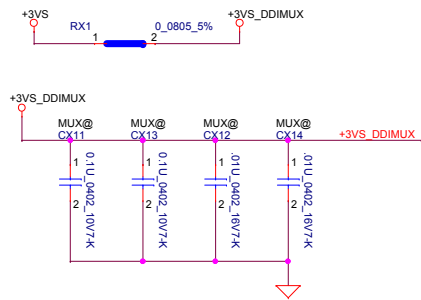 +3VS
RX1
0_0805_5%
+3VS_DDIMUX
1
2
+3VS_DDIMUX
MUX@
CX11
MUX@
CX13
MUX@
CX12
MUX@
CX14
+3VS_DDIMUX
1
2
0.1U_0402_10V7-K
1
2
0.1U_0402_10V7-K
1
2
.01U_0402_16V7-K
1
2
.01U_0402_16V7-K